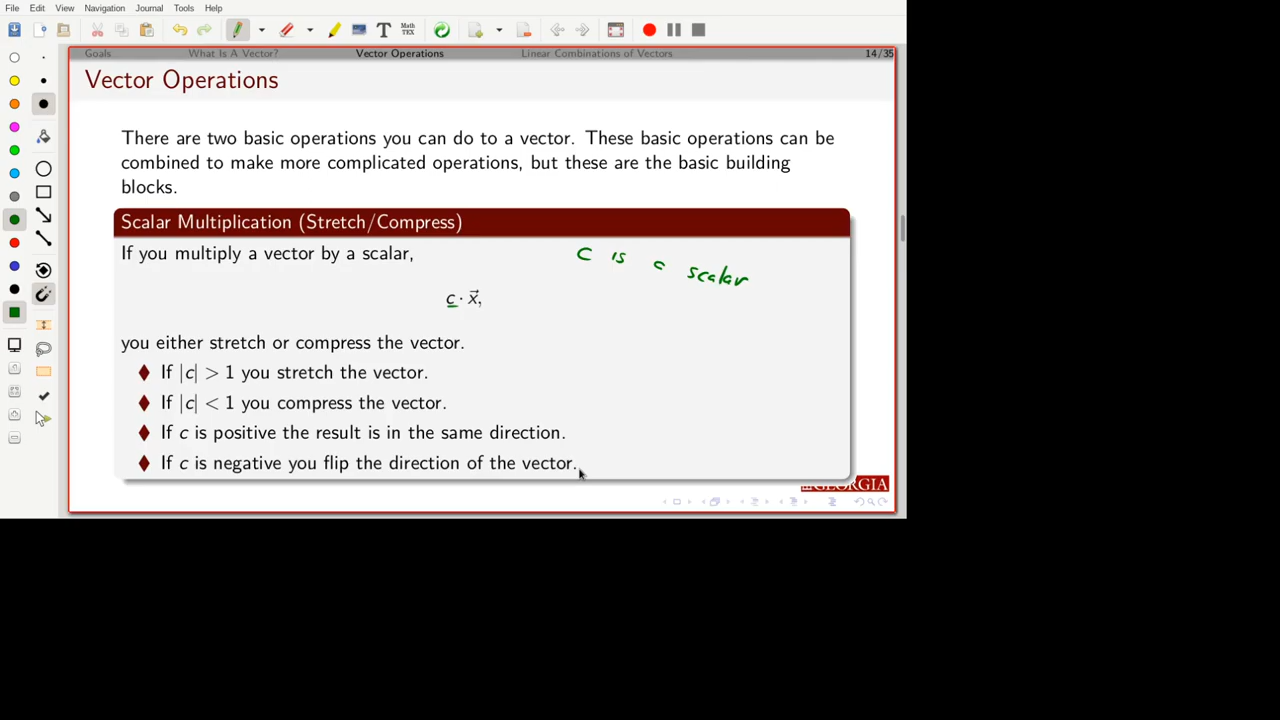 File Edit View Navigation Journal Tools Help
T Math TEX
Goals What Is A Vector? Vector Operations Linear Combinations of Vectors 14/35
Vector Operations
There are two basic operations you can do to a vector. These basic operations can be
combined to make more complicated operations, but these are the basic building
blocks.
Scalar Multiplication (Stretch/Compress)
If you multiply a vector by a scalar,
C is a scalar
c · x⃗,
you either stretch or compress the vector.
If |c| > 1 you stretch the vector.
If |c| < 1 you compress the vector.
If c is positive the result is in the same direction.
If c is negative you flip the direction of the vector.
GEORGIA